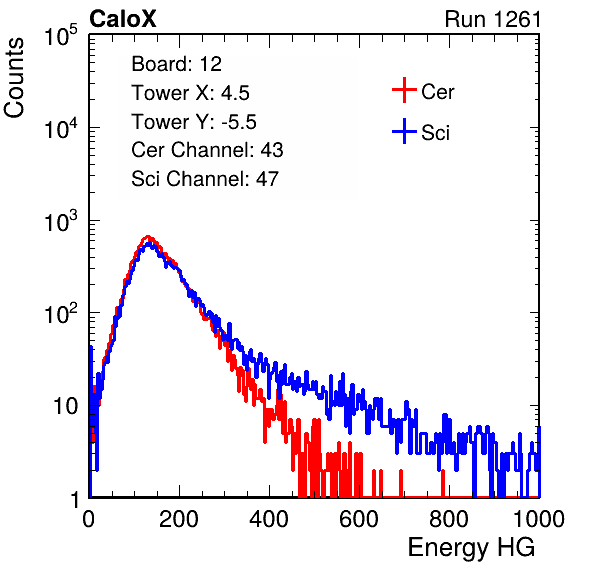 CaloX
Run 1261
Counts
10^5
10^4
10^3
10^2
10
1
Board: 12
Tower X: 4.5
Tower Y: -5.5
Cer Channel: 43
Sci Channel: 47
Cer
Sci
0 200 400 600 800 1000
Energy HG